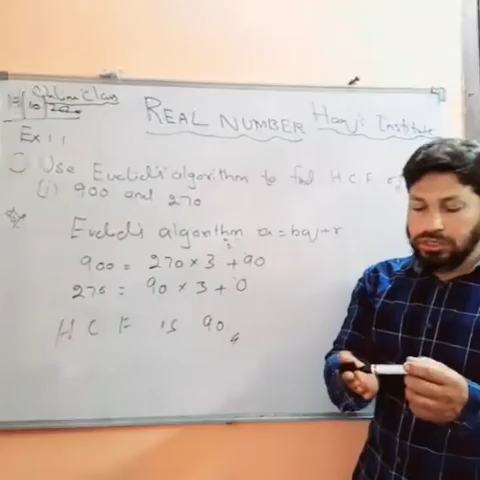 Online Class
REAL NUMBER
Institute
Ex 1.1
Use Euclid's algorithm to find H C F of
(i) 900 and 270
Euclid's algorithm a = bq + r
900 = 270 × 3 + 90
270 = 90 × 3 + 0
H C F is 90